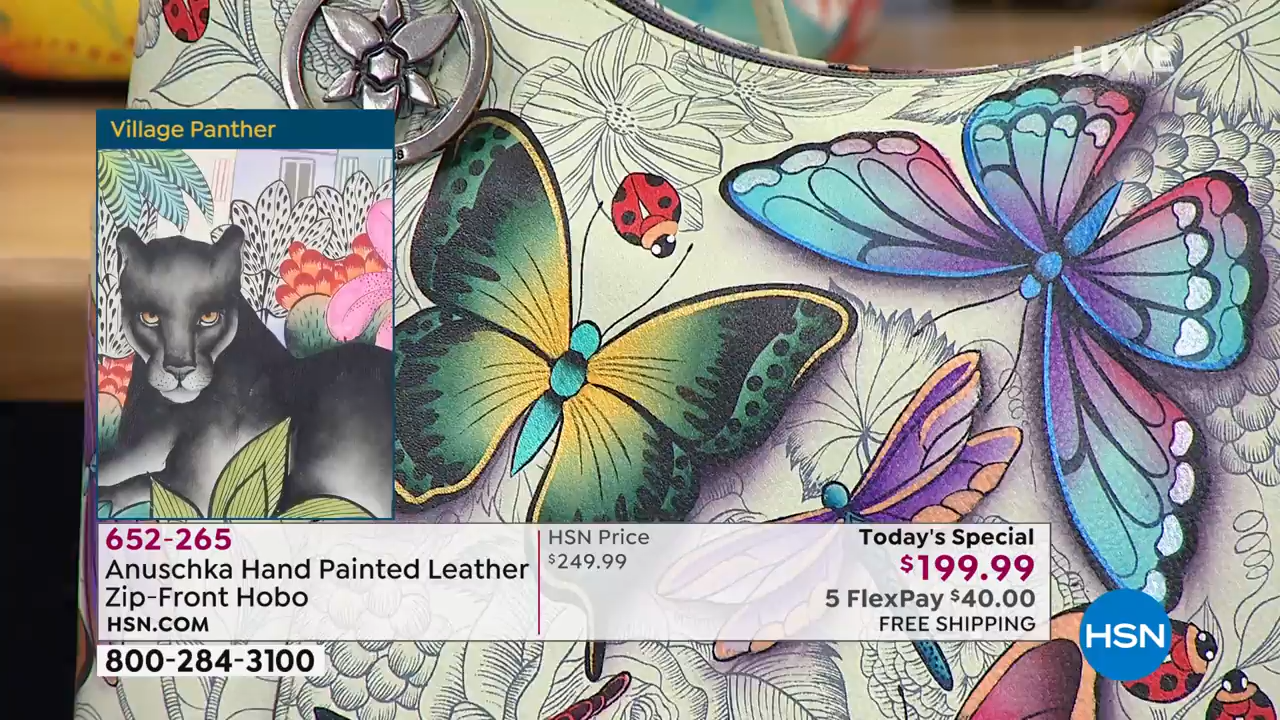 LIVE
Village Panther
652-265
Anuschka Hand Painted Leather
Zip-Front Hobo
HSN.COM
HSN Price
$249.99
Today's Special
$199.99
5 FlexPay $40.00
FREE SHIPPING
HSN
800-284-3100